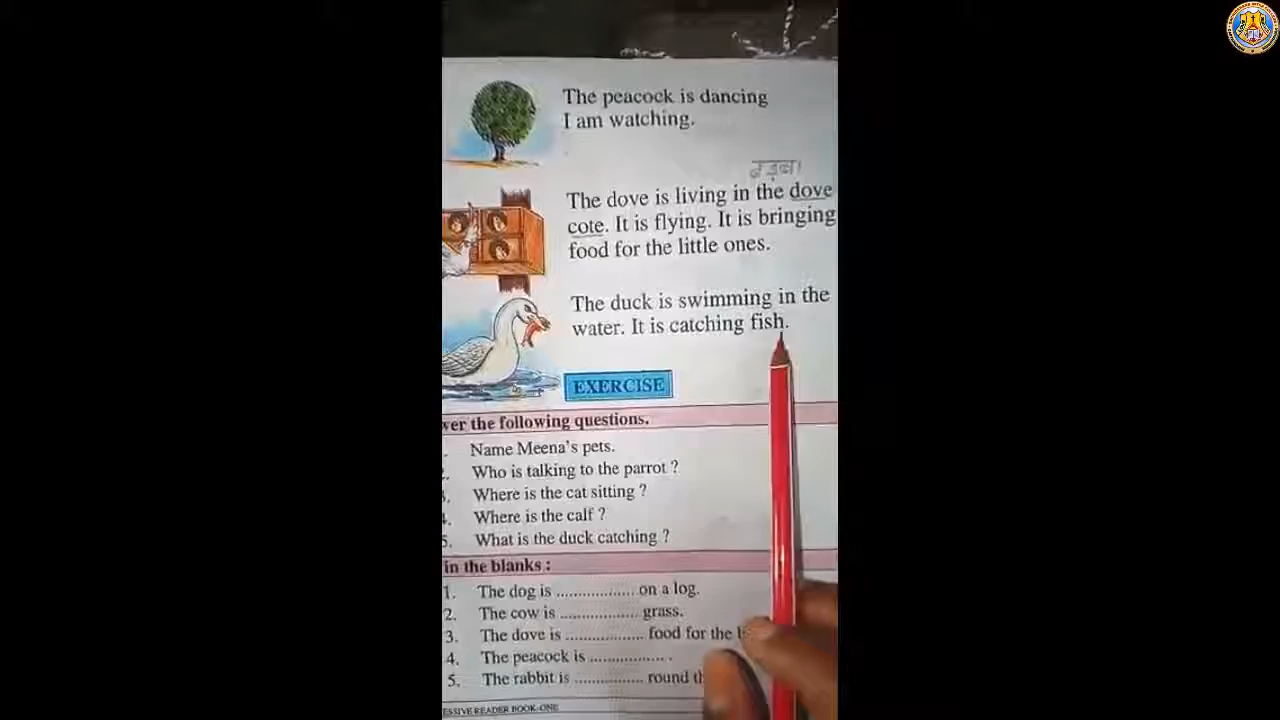 The peacock is dancing
I am watching.
The dove is living in the dove
cote. It is flying. It is bringing
food for the little ones.
The duck is swimming in the
water. It is catching fish.
EXERCISE
the following questions.
Name Meena's pets.
Who is talking to the parrot ?
Where is the cat sitting ?
Where is the calf ?
5. What is the duck catching ?
in the blanks :
1. The dog is .................. on a log.
2. The cow is .................. grass.
3. The dove is .................. food for the
4. The peacock is .................. .
5. The rabbit is ................ round
READER BOOK-ONE